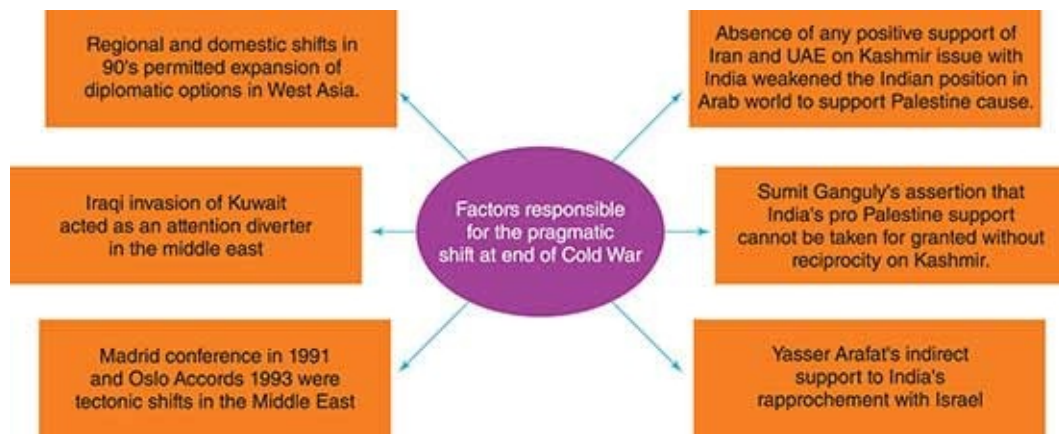 Regional and domestic shifts in
90's permitted expansion of
diplomatic options in West Asia.
Absence of any positive support of
Iran and UAE on Kashmir issue with
India weakened the Indian position in
Arab world to support Palestine cause.
Iraqi invasion of Kuwait
acted as an attention diverter
in the middle east
Factors responsible
for the pragmatic
shift at end of Cold War
Sumit Ganguly's assertion that
India's pro Palestine support
cannot be taken for granted without
reciprocity on Kashmir.
Madrid conference in 1991
and Oslo Accords 1993 were
tectonic shifts in the Middle East
Yasser Arafat's indirect
support to India's
rapprochement with Israel